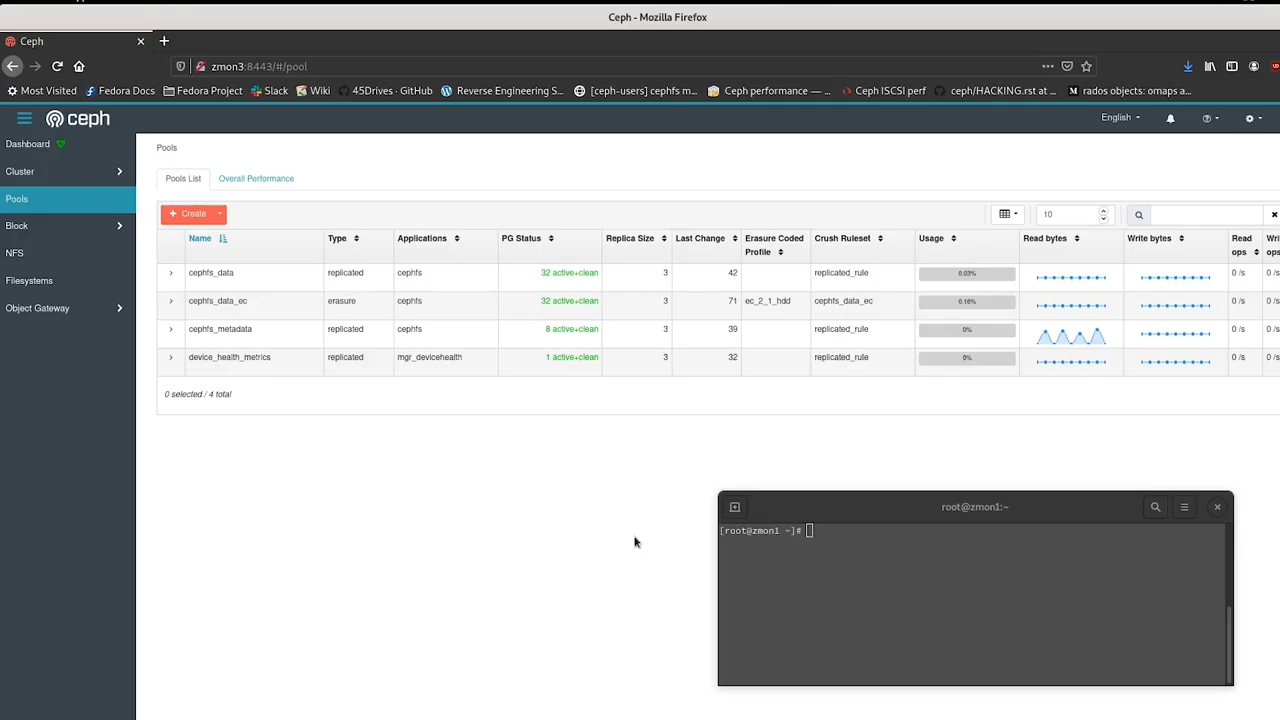 Ceph - Mozilla Firefox
Ceph
zmon3:8443/#/pool
Most Visited Fedora Docs Fedora Project Slack Wiki 45Drives · GitHub Reverse Engineering S... [ceph-users] cephfs m... Ceph performance —... Ceph ISCSI perf ceph/HACKING.rst at ... rados objects: omaps a...
ceph English
Dashboard
Cluster
Pools
Block
NFS
Filesystems
Object Gateway
Pools
Pools List Overall Performance
Create 10
Name Type Applications PG Status Replica Size Last Change Erasure Coded Profile Crush Ruleset Usage Read bytes Write bytes Read ops Wri ops
cephfs_data replicated cephfs 32 active+clean 3 42 replicated_rule 0.03% 0 /s 0 /s
cephfs_data_ec erasure cephfs 32 active+clean 3 71 ec_2_1_hdd cephfs_data_ec 0.16% 0 /s 0 /s
cephfs_metadata replicated cephfs 8 active+clean 3 39 replicated_rule 0% 0 /s 0 /s
device_health_metrics replicated mgr_devicehealth 1 active+clean 3 32 replicated_rule 0% 0 /s 0 /s
0 selected / 4 total
root@zmon1:~
[root@zmon1 ~]#